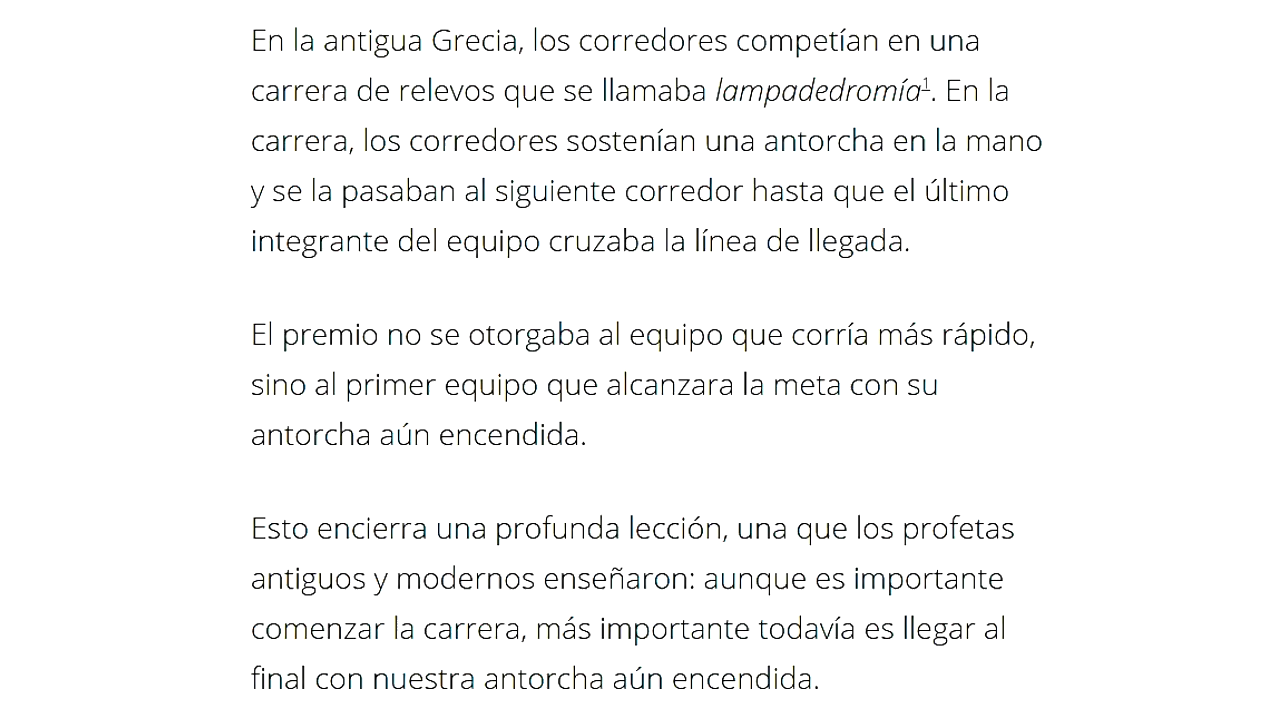 En la antigua Grecia, los corredores competían en una
carrera de relevos que se llamaba lampadedromía¹. En la
carrera, los corredores sostenían una antorcha en la mano
y se la pasaban al siguiente corredor hasta que el último
integrante del equipo cruzaba la línea de llegada.
El premio no se otorgaba al equipo que corría más rápido,
sino al primer equipo que alcanzara la meta con su
antorcha aún encendida.
Esto encierra una profunda lección, una que los profetas
antiguos y modernos enseñaron: aunque es importante
comenzar la carrera, más importante todavía es llegar al
final con nuestra antorcha aún encendida.